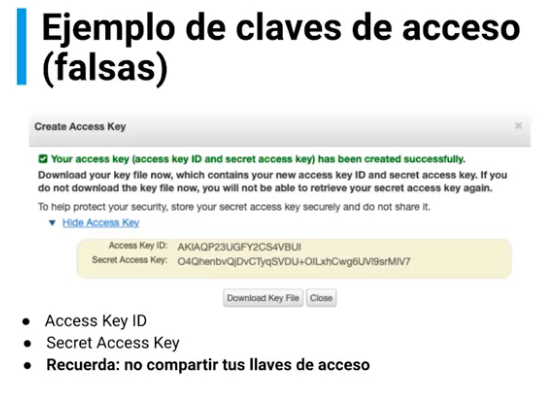 Ejemplo de claves de acceso
(falsas)
Create Access Key
Your access key (access key ID and secret access key) has been created successfully.
Download your key file now, which contains your new access key ID and secret access key. If you
do not download the key file now, you will not be able to retrieve your secret access key again.
To help protect your security, store your secret access key securely and do not share it.
Hide Access Key
Access Key ID: AKIAQP23UGFY2CS4VBUI
Secret Access Key: O4QhenbvQjDvCTyqSVDU+OILxhCwg6UVl9srMIV7
Download Key File Close
● Access Key ID
● Secret Access Key
● Recuerda: no compartir tus llaves de acceso